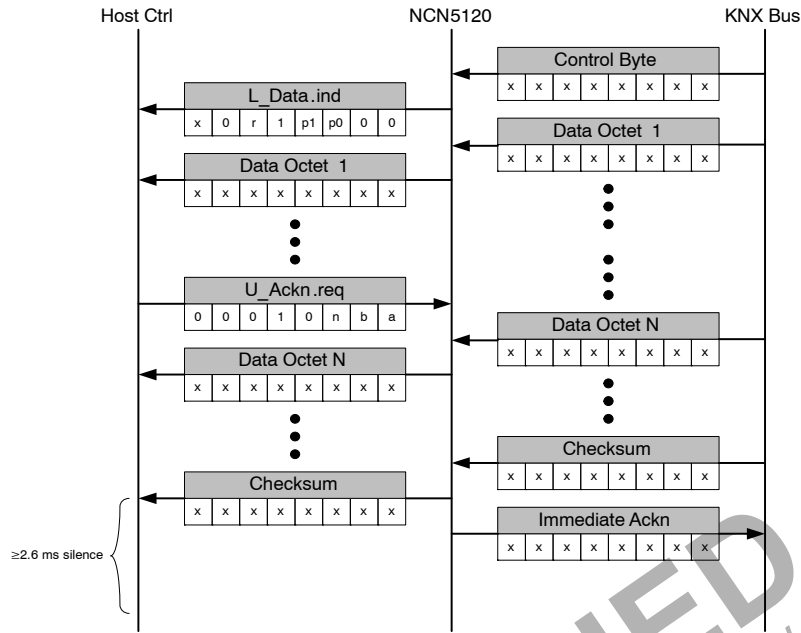 Host Ctrl NCN5120 KNX Bus
Control Byte
x x x x x x x x
L_Data.ind
x 0 r 1 p1 p0 0 0
Data Octet 1
x x x x x x x x
Data Octet 1
x x x x x x x x
U_Ackn.req
0 0 0 1 0 n b a
Data Octet N
x x x x x x x x
Data Octet N
x x x x x x x x
Checksum
x x x x x x x x
Checksum
x x x x x x x x
Immediate Ackn
x x x x x x x x
≥2.6 ms silence